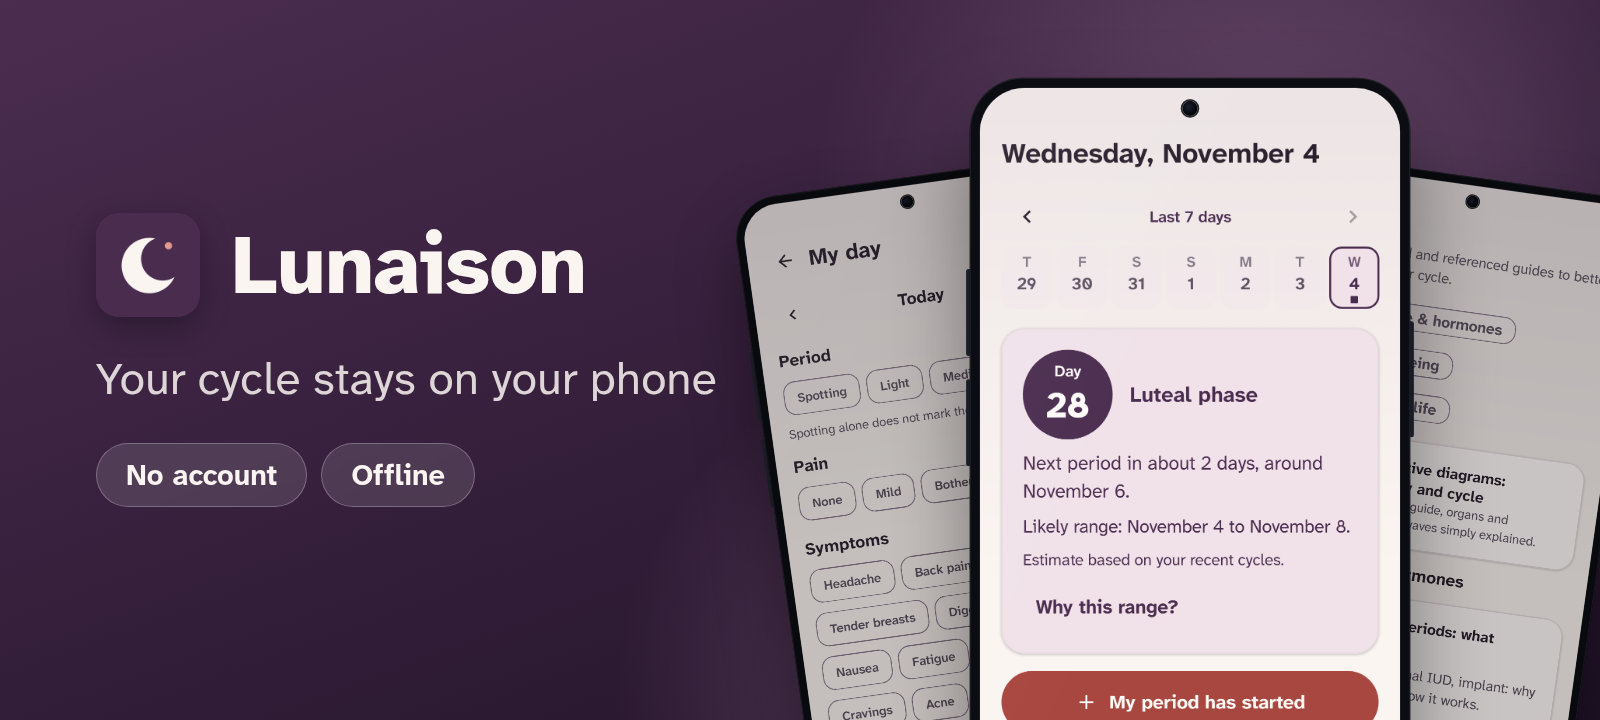 Lunaison
Your cycle stays on your phone
No account
Offline
My day
Today
Period
Spotting
Light
Spotting alone does not mark
Pain
None
Mild
Symptoms
Headache
Back pain
Tender breasts
Nausea
Fatigue
Cravings
Acne
Wednesday, November 4
Last 7 days
T F S S M T W
29 30 31 1 2 3 4
Day
28
Luteal phase
Next period in about 2 days, around
November 6.
Likely range: November 4 to November 8.
Estimate based on your recent cycles.
Why this range?
+ My period has started
and referenced guides to
cycle.
& hormones
life
diagrams:
and cycle
guide, organs and
simply explained.
what
IUD, implant: why
it works.